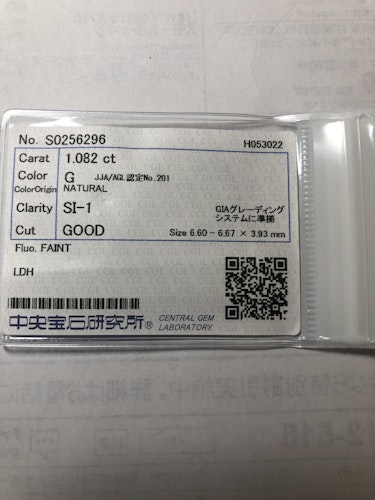 No. S0256296 H053022
Carat 1.082 ct
Color G JJA/AGL認定No.201
ColorOrigin NATURAL
Clarity SI-1 GIAグレーディング
システムに準拠
Cut GOOD Size 6.60 - 6.67 × 3.93 mm
Fluo. FAINT
LDH
中央宝石研究所® CENTRAL GEM
LABORATORY